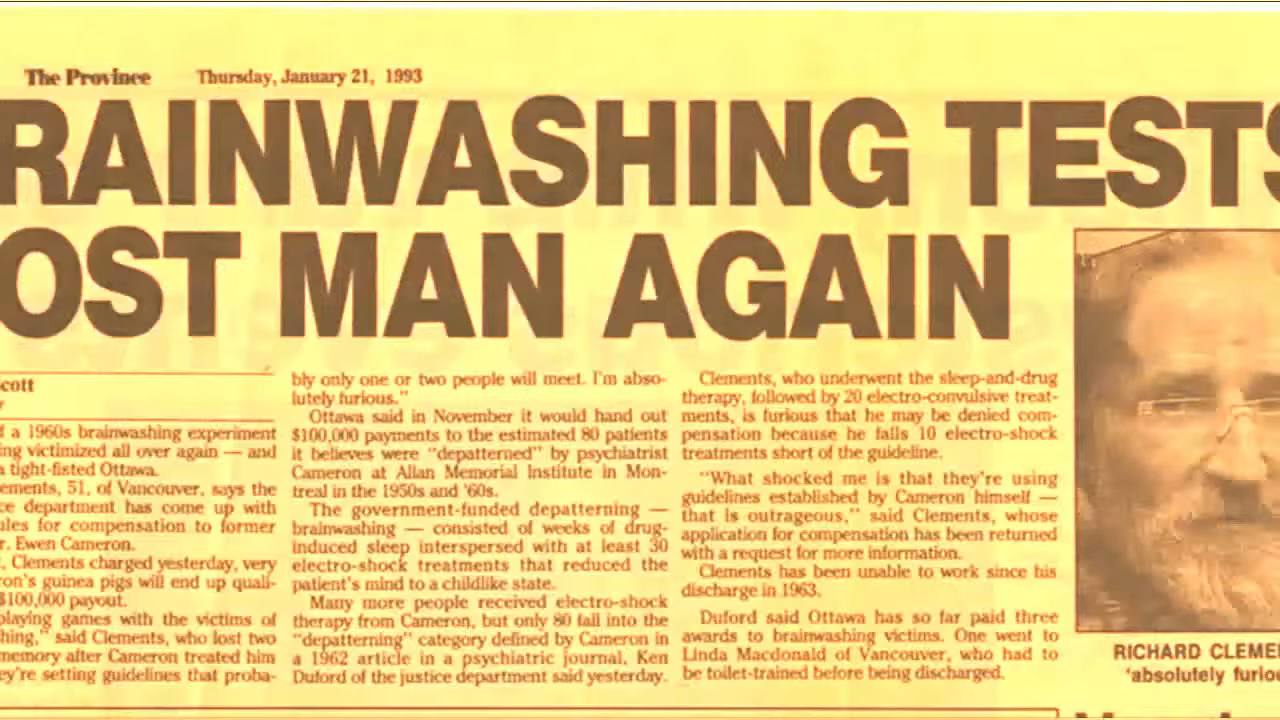 The Province Thursday, January 21, 1993
RAINWASHING TESTS
OST MAN AGAIN
cott
r
f a 1960s brainwashing experiment
ing victimized all over again — and
a tight-fisted Ottawa.
ements, 51, of Vancouver, says the
ce department has come up with
ules for compensation to former
r. Ewen Cameron.
, Clements charged yesterday, very
ron's guinea pigs will end up quali-
$100,000 payout.
playing games with the victims of
hing," said Clements, who lost two
memory after Cameron treated him
ey're setting guidelines that proba-
bly only one or two people will meet. I'm abso-
lutely furious."
Ottawa said in November it would hand out
$100,000 payments to the estimated 80 patients
it believes were "depatterned" by psychiatrist
Cameron at Allan Memorial Institute in Mon-
treal in the 1950s and '60s.
The government-funded depatterning —
brainwashing — consisted of weeks of drug-
induced sleep interspersed with at least 30
electro-shock treatments that reduced the
patient's mind to a childlike state.
Many more people received electro-shock
therapy from Cameron, but only 80 fall into the
"depatterning" category defined by Cameron in
a 1962 article in a psychiatric journal, Ken
Duford of the justice department said yesterday.
Clements, who underwent the sleep-and-drug
therapy, followed by 20 electro-convulsive treat-
ments, is furious that he may be denied com-
pensation because he falls 10 electro-shock
treatments short of the guideline.
"What shocked me is that they're using
guidelines established by Cameron himself —
that is outrageous," said Clements, whose
application for compensation has been returned
with a request for more information.
Clements has been unable to work since his
discharge in 1963.
Duford said Ottawa has so far paid three
awards to brainwashing victims. One went to
Linda Macdonald of Vancouver, who had to
be toilet-trained before being discharged.
RICHARD CLEME
'absolutely furiou